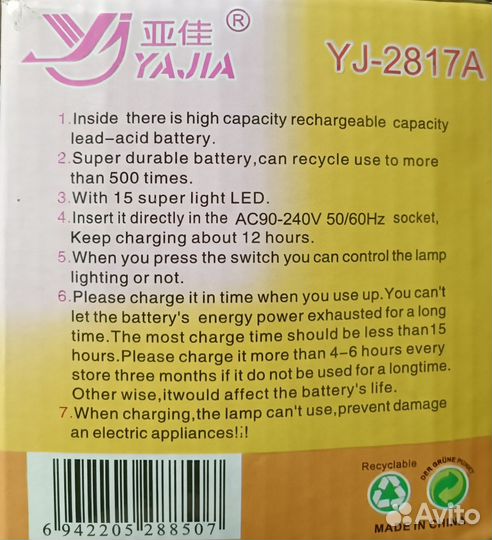 亚佳 ®
YAJIA
YJ-2817A
1.Inside there is high capacity rechargeable capacity
lead-acid battery.
2.Super durable battery,can recycle use to more
than 500 times.
3.With 15 super light LED.
4.Insert it directly in the AC90-240V 50/60Hz socket,
Keep charging about 12 hours.
5.When you press the switch you can control the lamp
lighting or not.
6.Please charge it in time when you use up.You can't
let the battery's energy power exhausted for a long
time.The most charge time should be less than15
hours.Please charge it more than 4-6 hours every
store three months if it do not be used for a longtime.
Other wise,itwould affect the battery's life.
7.When charging,the lamp can't use,prevent damage
an electric appliances!!!
Recyclable
DER GRÜNE PUNKT
MADE IN CHINA
6 942205 288507
Avito